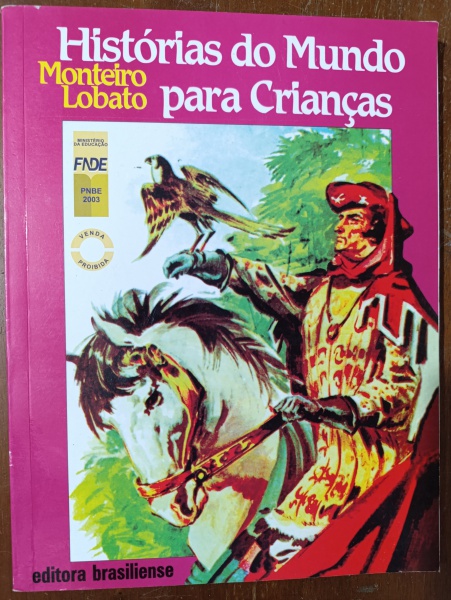 Histórias do Mundo
Monteiro
Lobato
para Crianças
MINISTÉRIO
DA EDUCAÇÃO
FNDE
PNBE
2003
VENDA
PROIBIDA
editora brasiliense